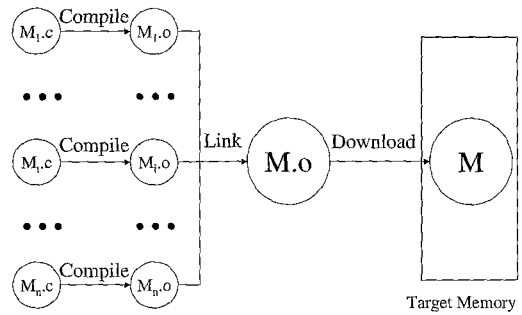 Compile
M₁.c
M₁.o
• • •
• • •
Compile
Mᵢ.c
Mᵢ.o
Link
M.o
Download
M
• • •
• • •
Compile
Mₙ.c
Mₙ.o
Target Memory